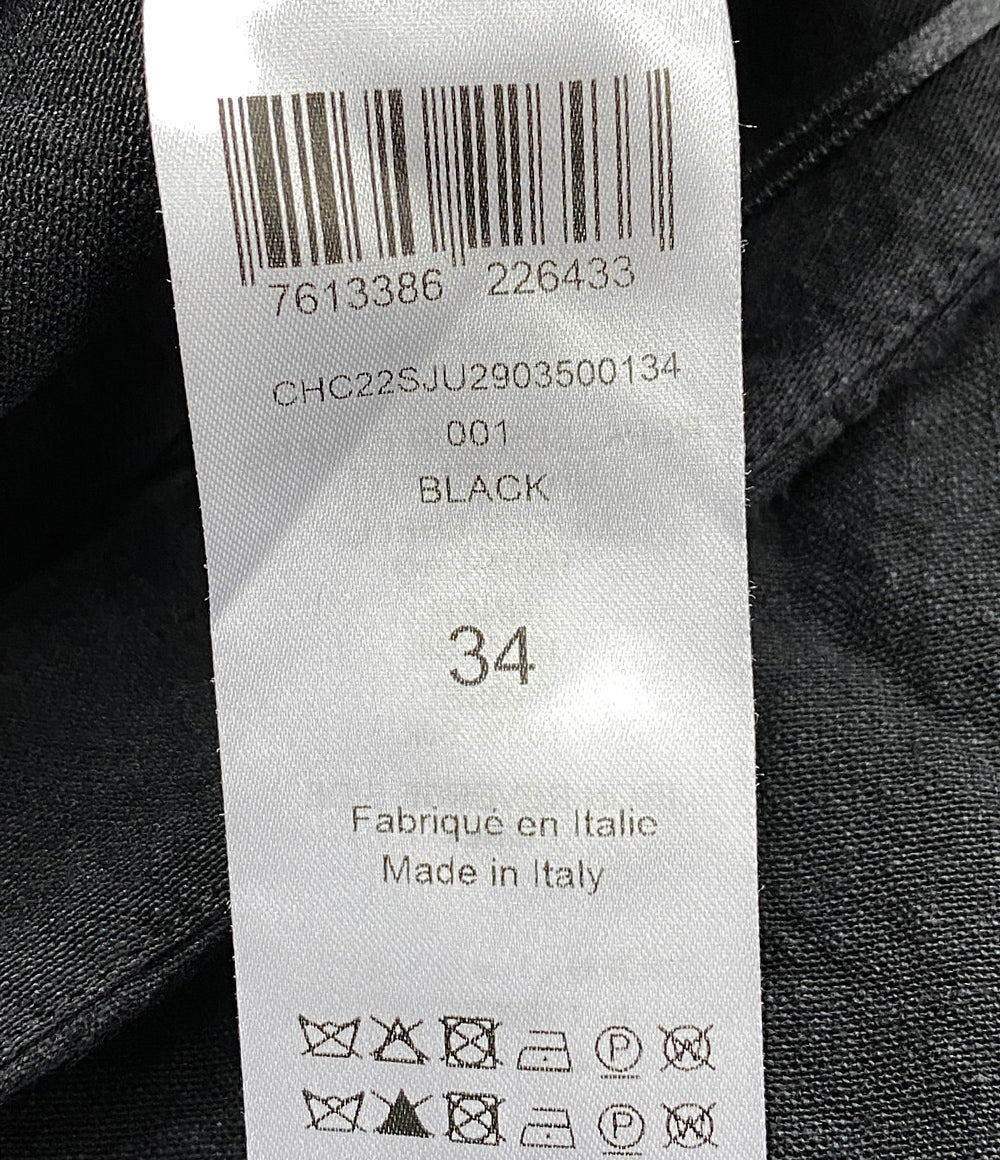 7613386 226433
CHC22SJU2903500134
001
BLACK
34
Fabriqué en Italie
Made in Italy
P W
P W